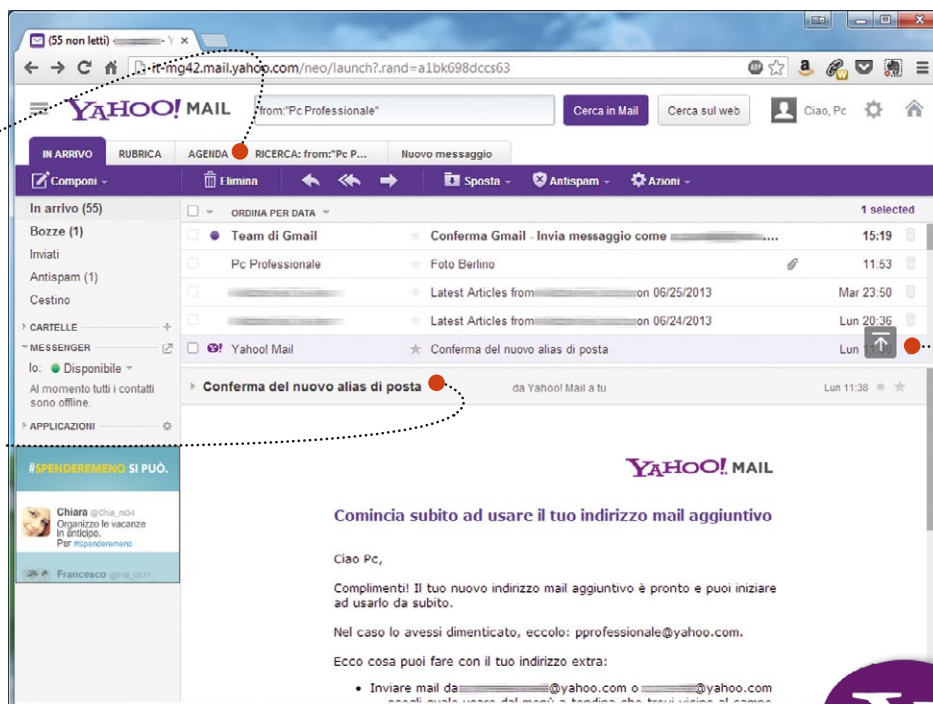 (55 non letti)
it-mg42.mail.yahoo.com/neo/launch?.rand=a1bk698dccs63
YAHOO! MAIL
from:"Pc Professionale"
Cerca in Mail
Cerca sul web
Ciao, Pc
IN ARRIVO
RUBRICA
AGENDA
RICERCA: from:"Pc P...
Nuovo messaggio
Componi
Elimina
Sposta
Antispam
Azioni
In arrivo (55)
Bozze (1)
Inviati
Antispam (1)
Cestino
CARTELLE
MESSENGER
Io: Disponibile
Al momento tutti i contatti
sono offline.
APPLICAZIONI
#SPENDEREMENO SI PUÒ.
Chiara
Organizzo le vacanze
in anticipo.
Per #Spenderemeno
Francesco
ORDINA PER DATA
1 selected
Team di Gmail Conferma Gmail - Invia messaggio come .... 15:19
Pc Professionale Foto Berlino 11:53
Latest Articles from on 06/25/2013 Mar 23:50
Latest Articles from on 06/24/2013 Lun 20:36
Y! Yahoo! Mail Conferma del nuovo alias di posta Lun
Conferma del nuovo alias di posta da Yahoo! Mail a tu Lun 11:38
YAHOO! MAIL
Comincia subito ad usare il tuo indirizzo mail aggiuntivo
Ciao Pc,
Complimenti! Il tuo nuovo indirizzo mail aggiuntivo è pronto e puoi iniziare
ad usarlo da subito.
Nel caso lo avessi dimenticato, eccolo: pprofessionale@yahoo.com.
Ecco cosa puoi fare con il tuo indirizzo extra:
• Inviare mail da @yahoo.com o @yahoo.com